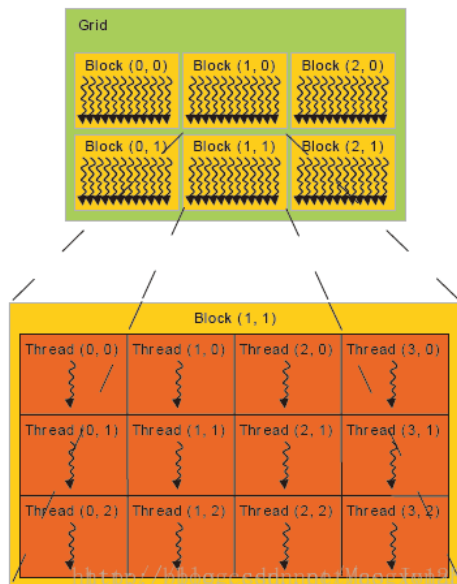 Grid
Block (0, 0) Block (1, 0) Block (2, 0)
Block (0, 1) Block (1, 1) Block (2, 1)
Block (1, 1)
Thread (0, 0) Thread (1, 0) Thread (2, 0) Thread (3, 0)
Thread (0, 1) Thread (1, 1) Thread (2, 1) Thread (3, 1)
Thread (0, 2) Thread (1, 2) Thread (2, 2) Thread (3, 2)